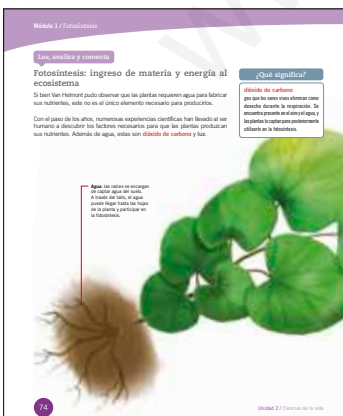 Módulo 1 / Fotosíntesis
Lee, analiza y comenta
Fotosíntesis: ingreso de materia y energía al
ecosistema
Si bien Van Helmont pudo observar que las plantas requieren agua para fabricar
sus nutrientes, este no es el único elemento necesario para producirlos.
Con el paso de los años, numerosas experiencias científicas han llevado al ser
humano a descubrir los factores necesarios para que las plantas produzcan
sus nutrientes. Además de agua, estas son dióxido de carbono y luz.
¿Qué significa?
dióxido de carbono
gas que los seres vivos eliminan como
desecho durante la respiración. Se
encuentra presente en el aire y el agua, y
las plantas lo captan para posteriormente
utilizarlo en la fotosíntesis.
Agua: las raíces se encargan
de captar agua del suelo.
A través del tallo, el agua
puede llegar hasta las hojas
de la planta y participar en
la fotosíntesis.
74
Unidad 2 / Ciencias de la vida